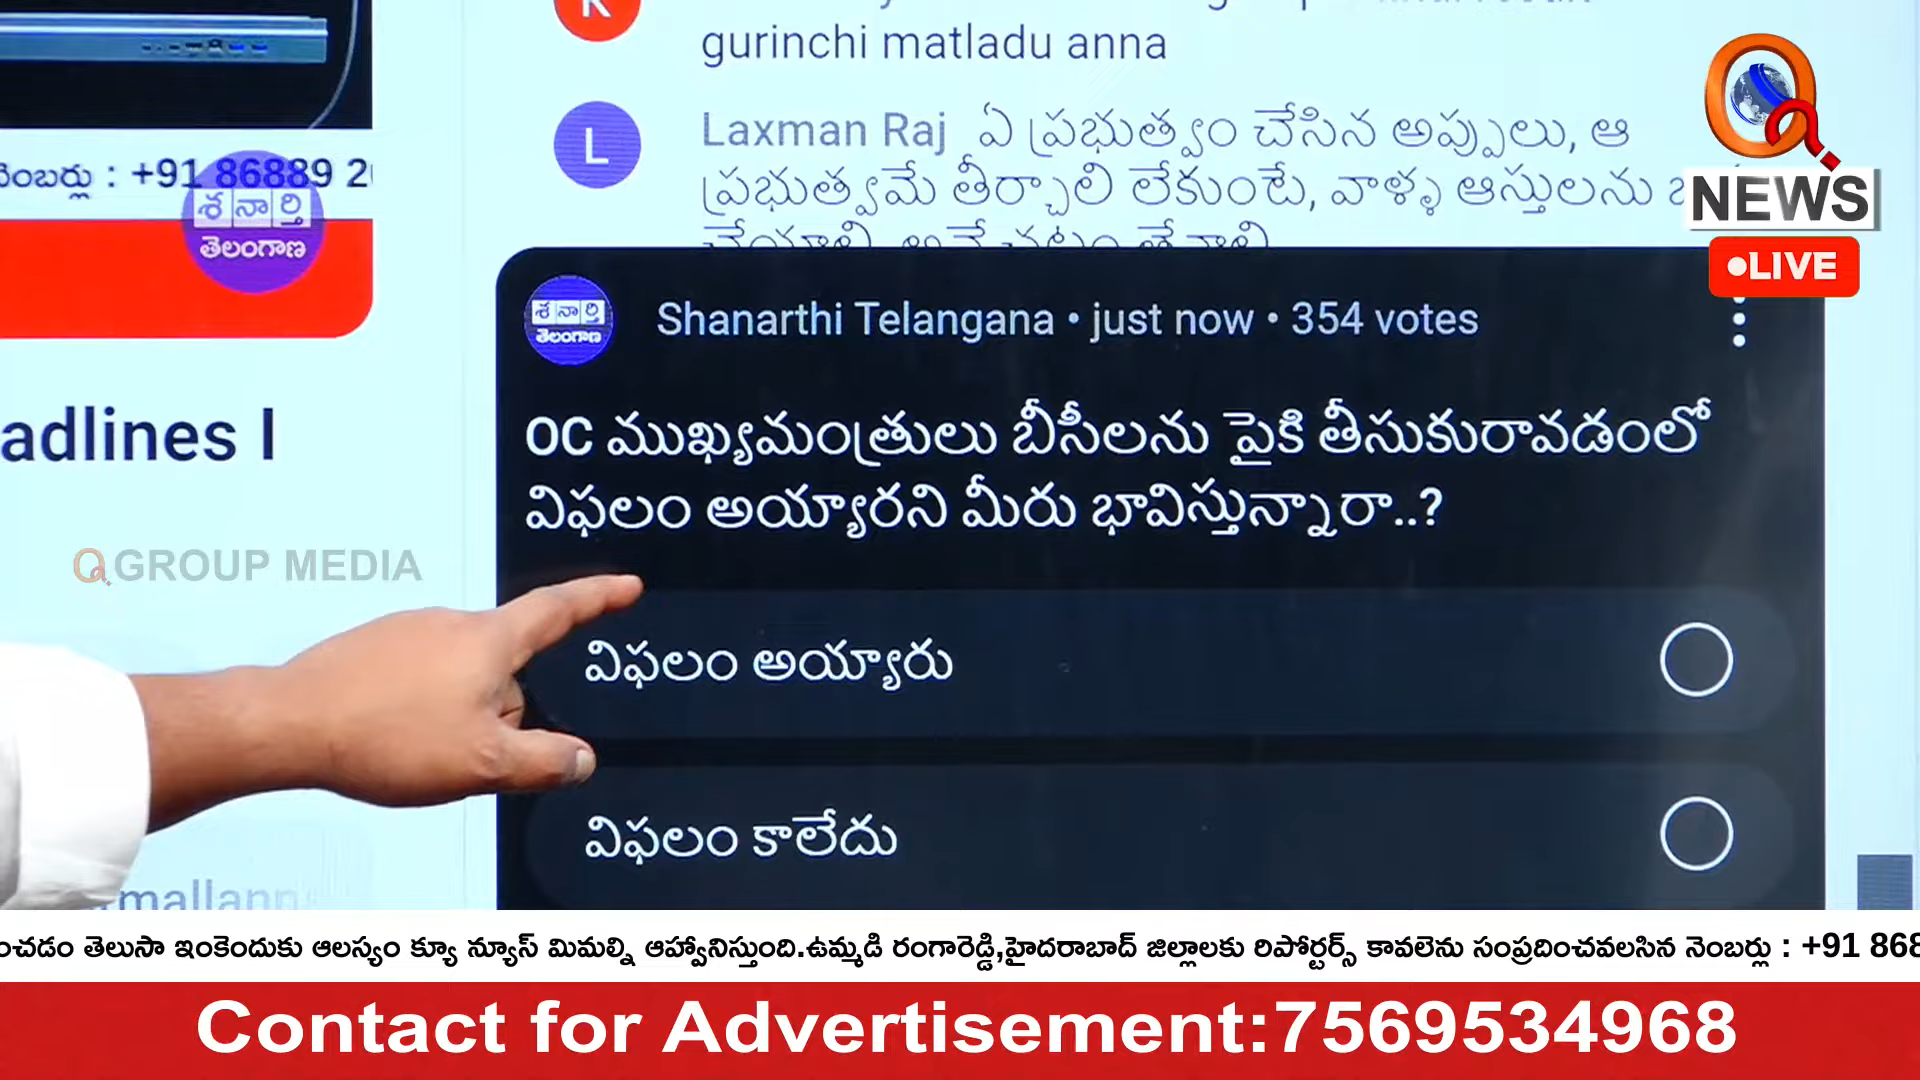 K
gurinchi matladu anna
L
Laxman Raj ఏ ప్రభుత్వం చేసిన అప్పులు, ఆ
ప్రభుత్వమే తీర్చాలి లేకుంటే, వాళ్ళ ఆస్తులను
Q
NEWS
LIVE
నెంబర్లు : +91 86889 2
శనార్తి
తెలంగాణ
శనార్తి
తెలంగాణ
Shanarthi Telangana • just now • 354 votes
OC ముఖ్యమంత్రులు బీసీలను పైకి తీసుకురావడంలో
విఫలం అయ్యారని మీరు భావిస్తున్నారా..?
adlines I
Q GROUP MEDIA
విఫలం అయ్యారు
విఫలం కాలేదు
mallann
ంచడం తెలుసా ఇంకెందుకు ఆలస్యం క్యూ న్యూస్ మిమల్ని ఆహ్వానిస్తుంది.ఉమ్మడి రంగారెడ్డి,హైదరాబాద్ జిల్లాలకు రిపోర్టర్స్ కావలెను సంప్రదించవలసిన నెంబర్లు : +91 868
Contact for Advertisement:7569534968